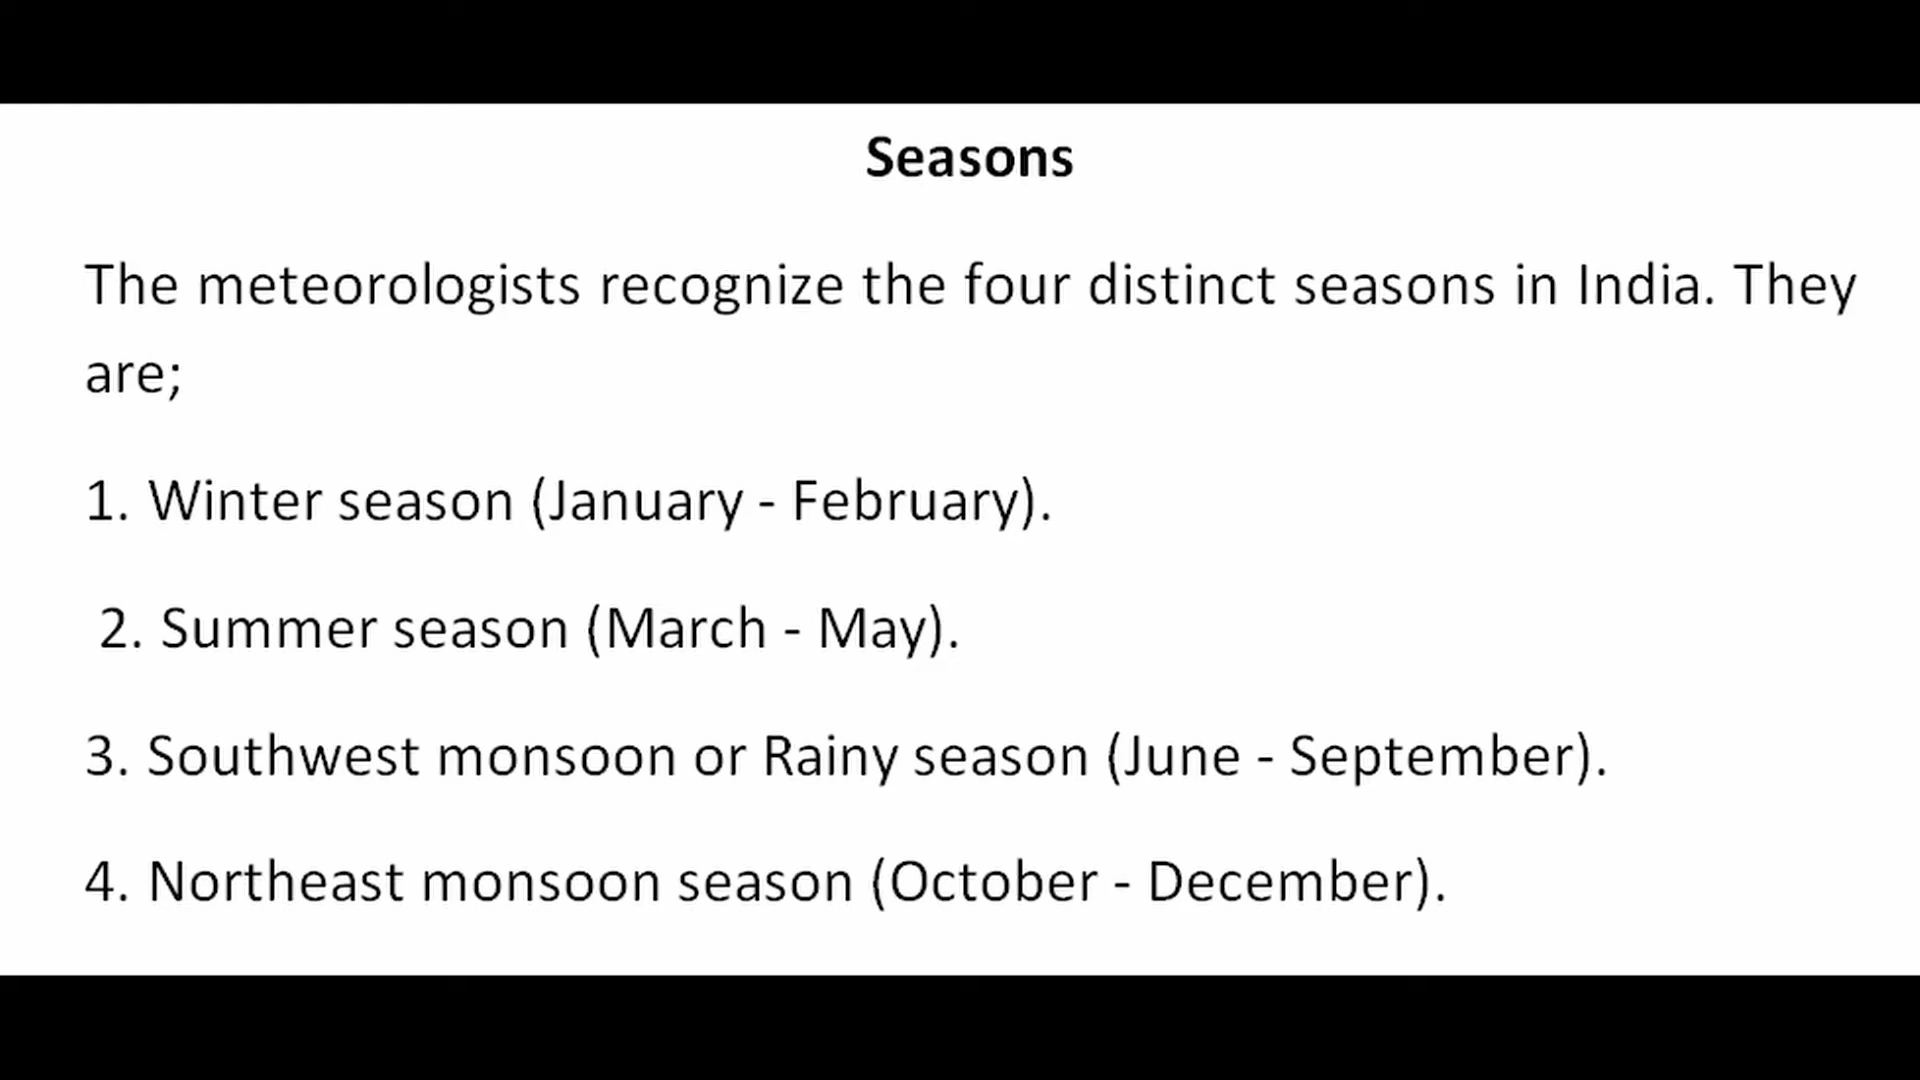 Seasons
The meteorologists recognize the four distinct seasons in India. They
are;
1. Winter season (January - February).
2. Summer season (March - May).
3. Southwest monsoon or Rainy season (June - September).
4. Northeast monsoon season (October - December).